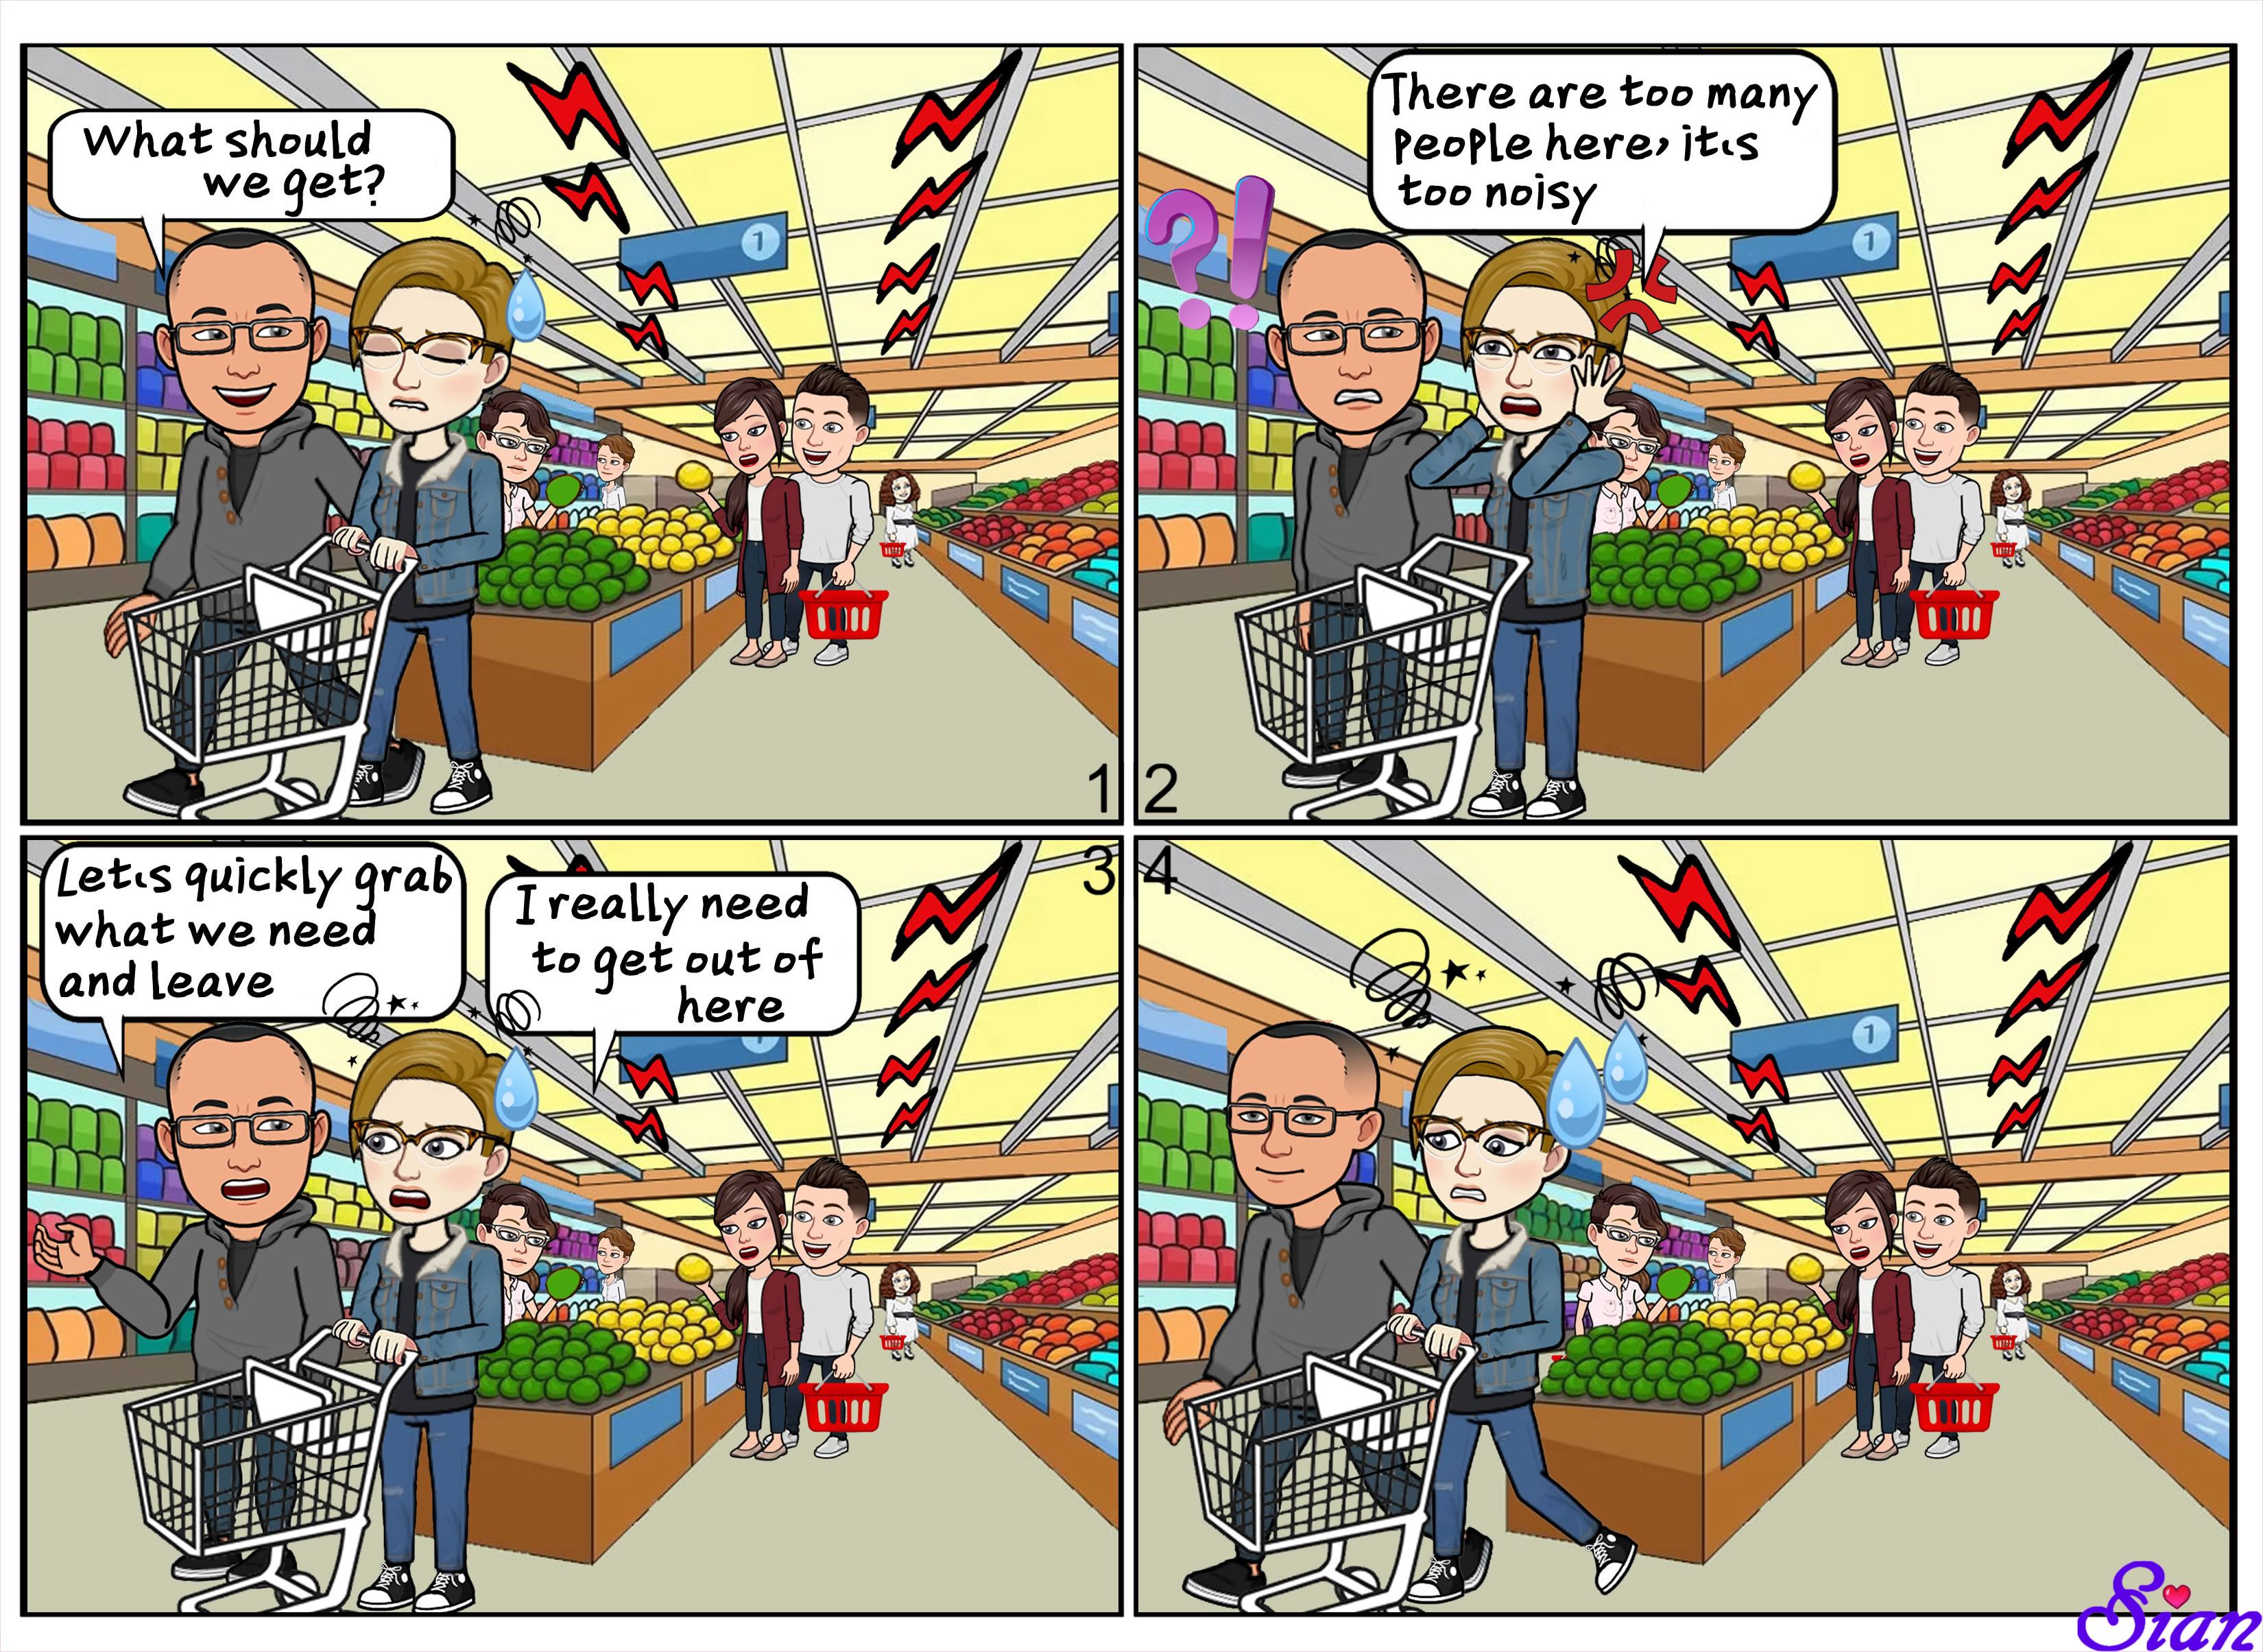 What should
we get?
1
1
There are too many
people here, it's
too noisy
1
2
Let's quickly grab
what we need
and leave
I really need
to get out of
here
1
3
4
1
Sian